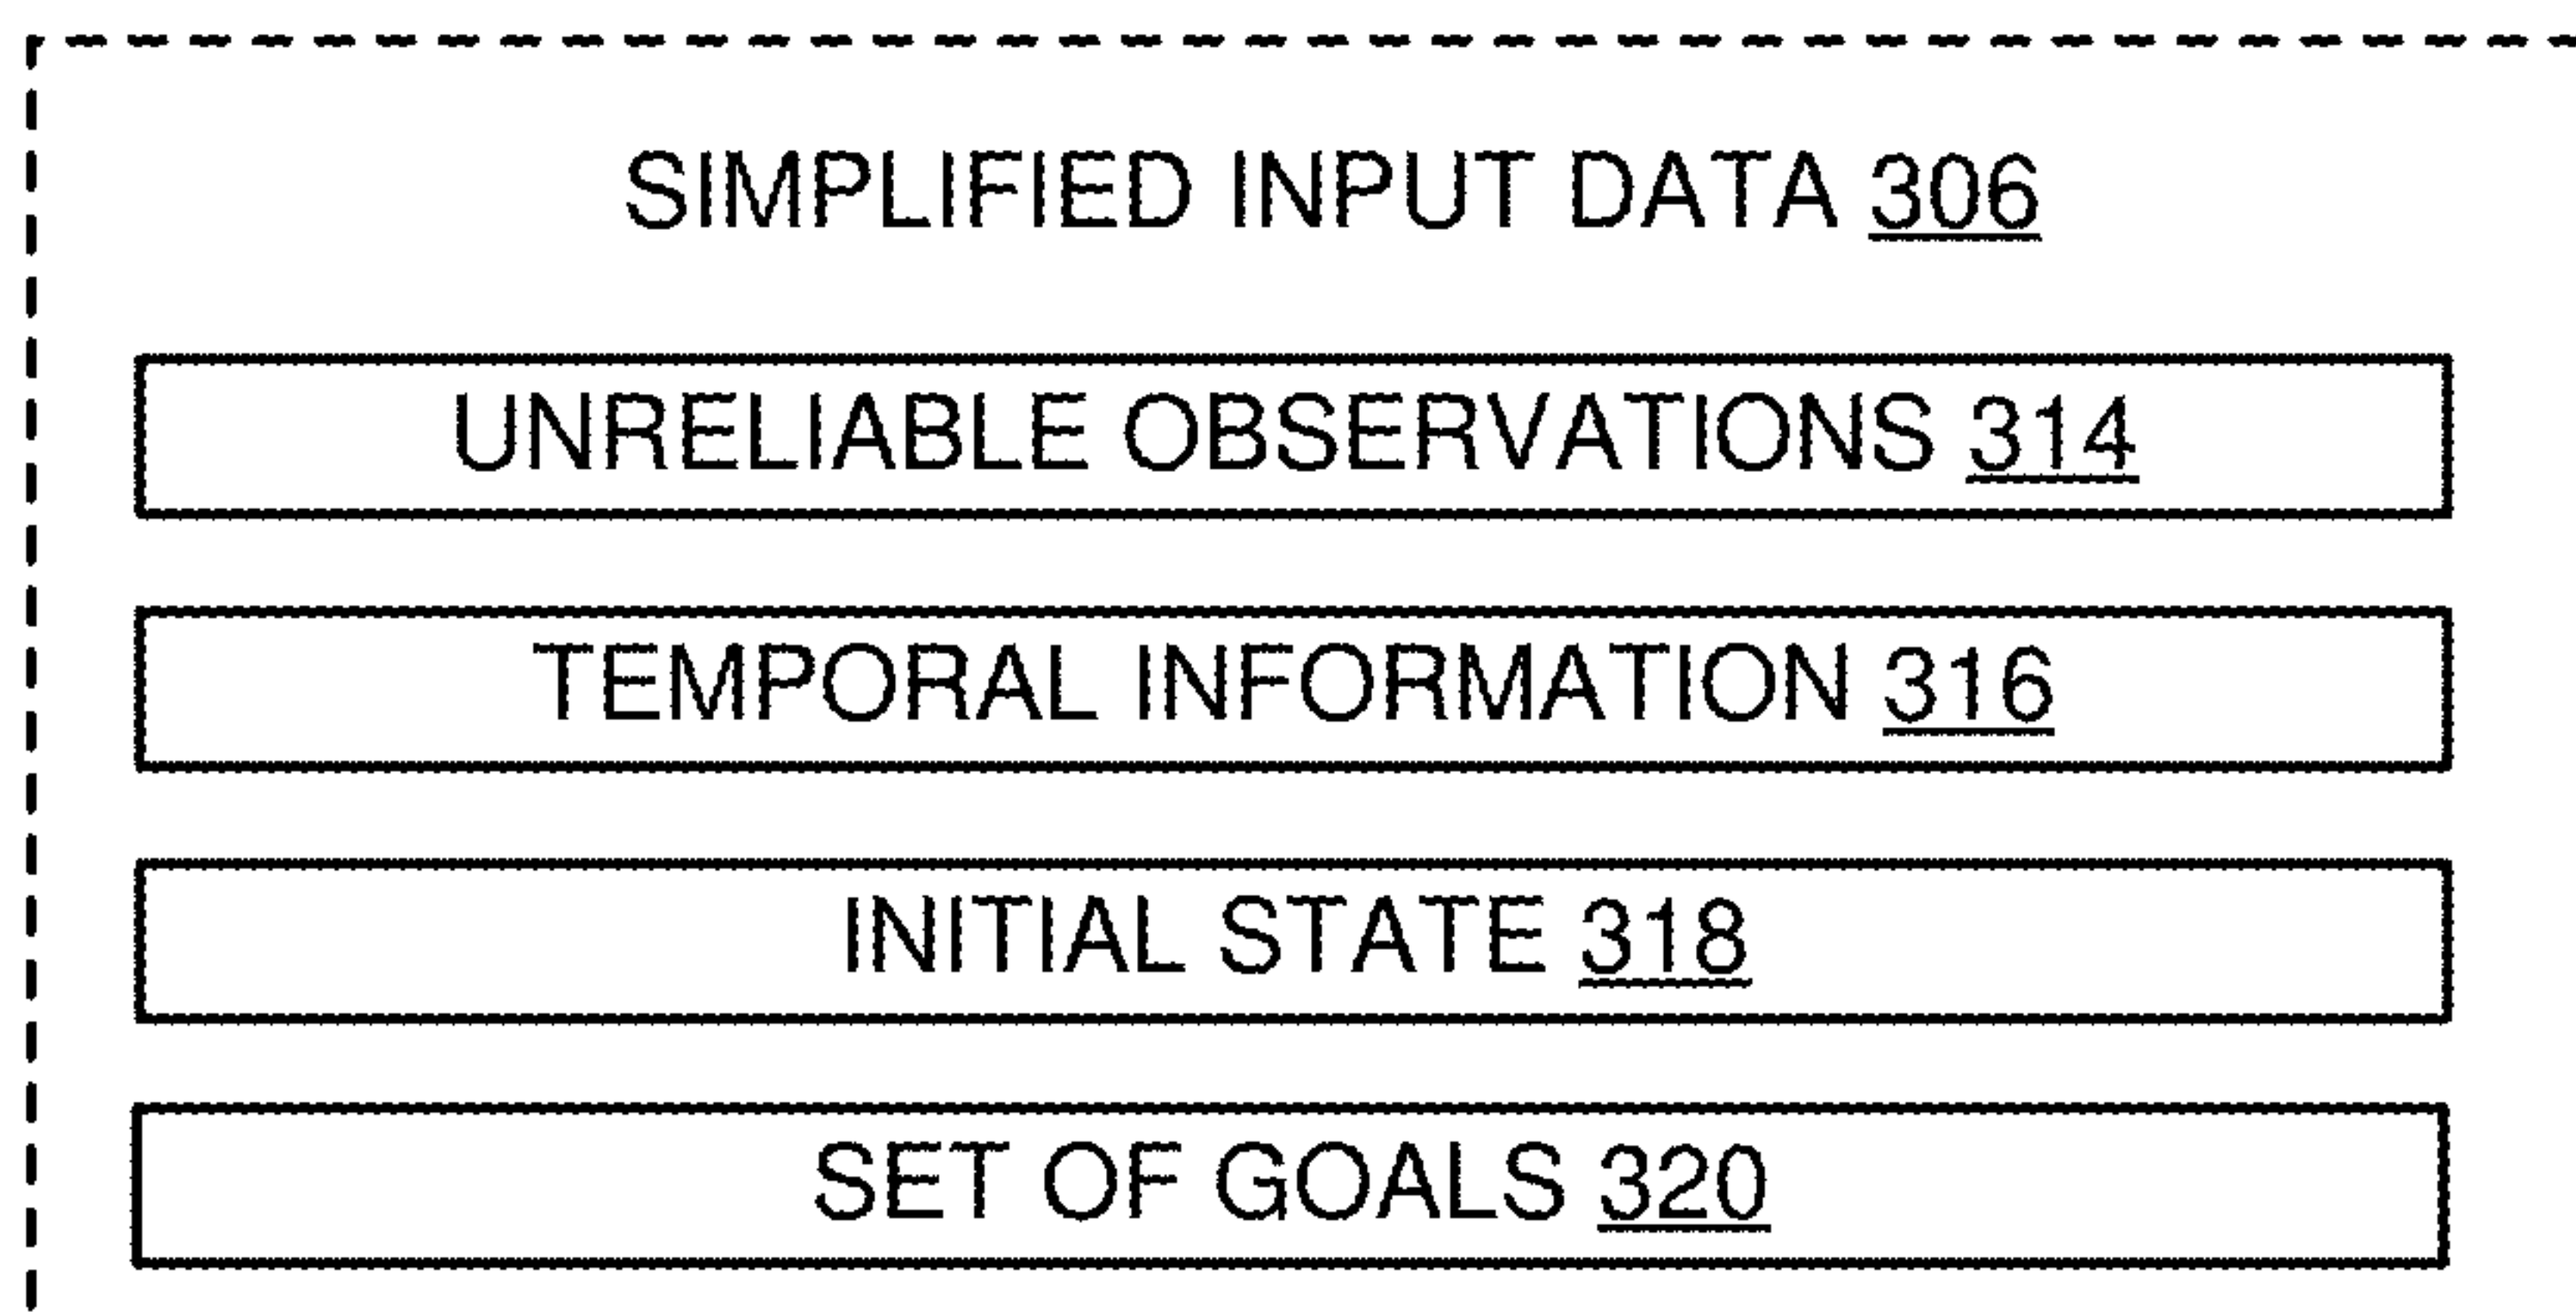 SIMPLIFIED INPUT DATA 306
UNRELIABLE OBSERVATIONS 314
TEMPORAL INFORMATION 316
INITIAL STATE 318
SET OF GOALS 320